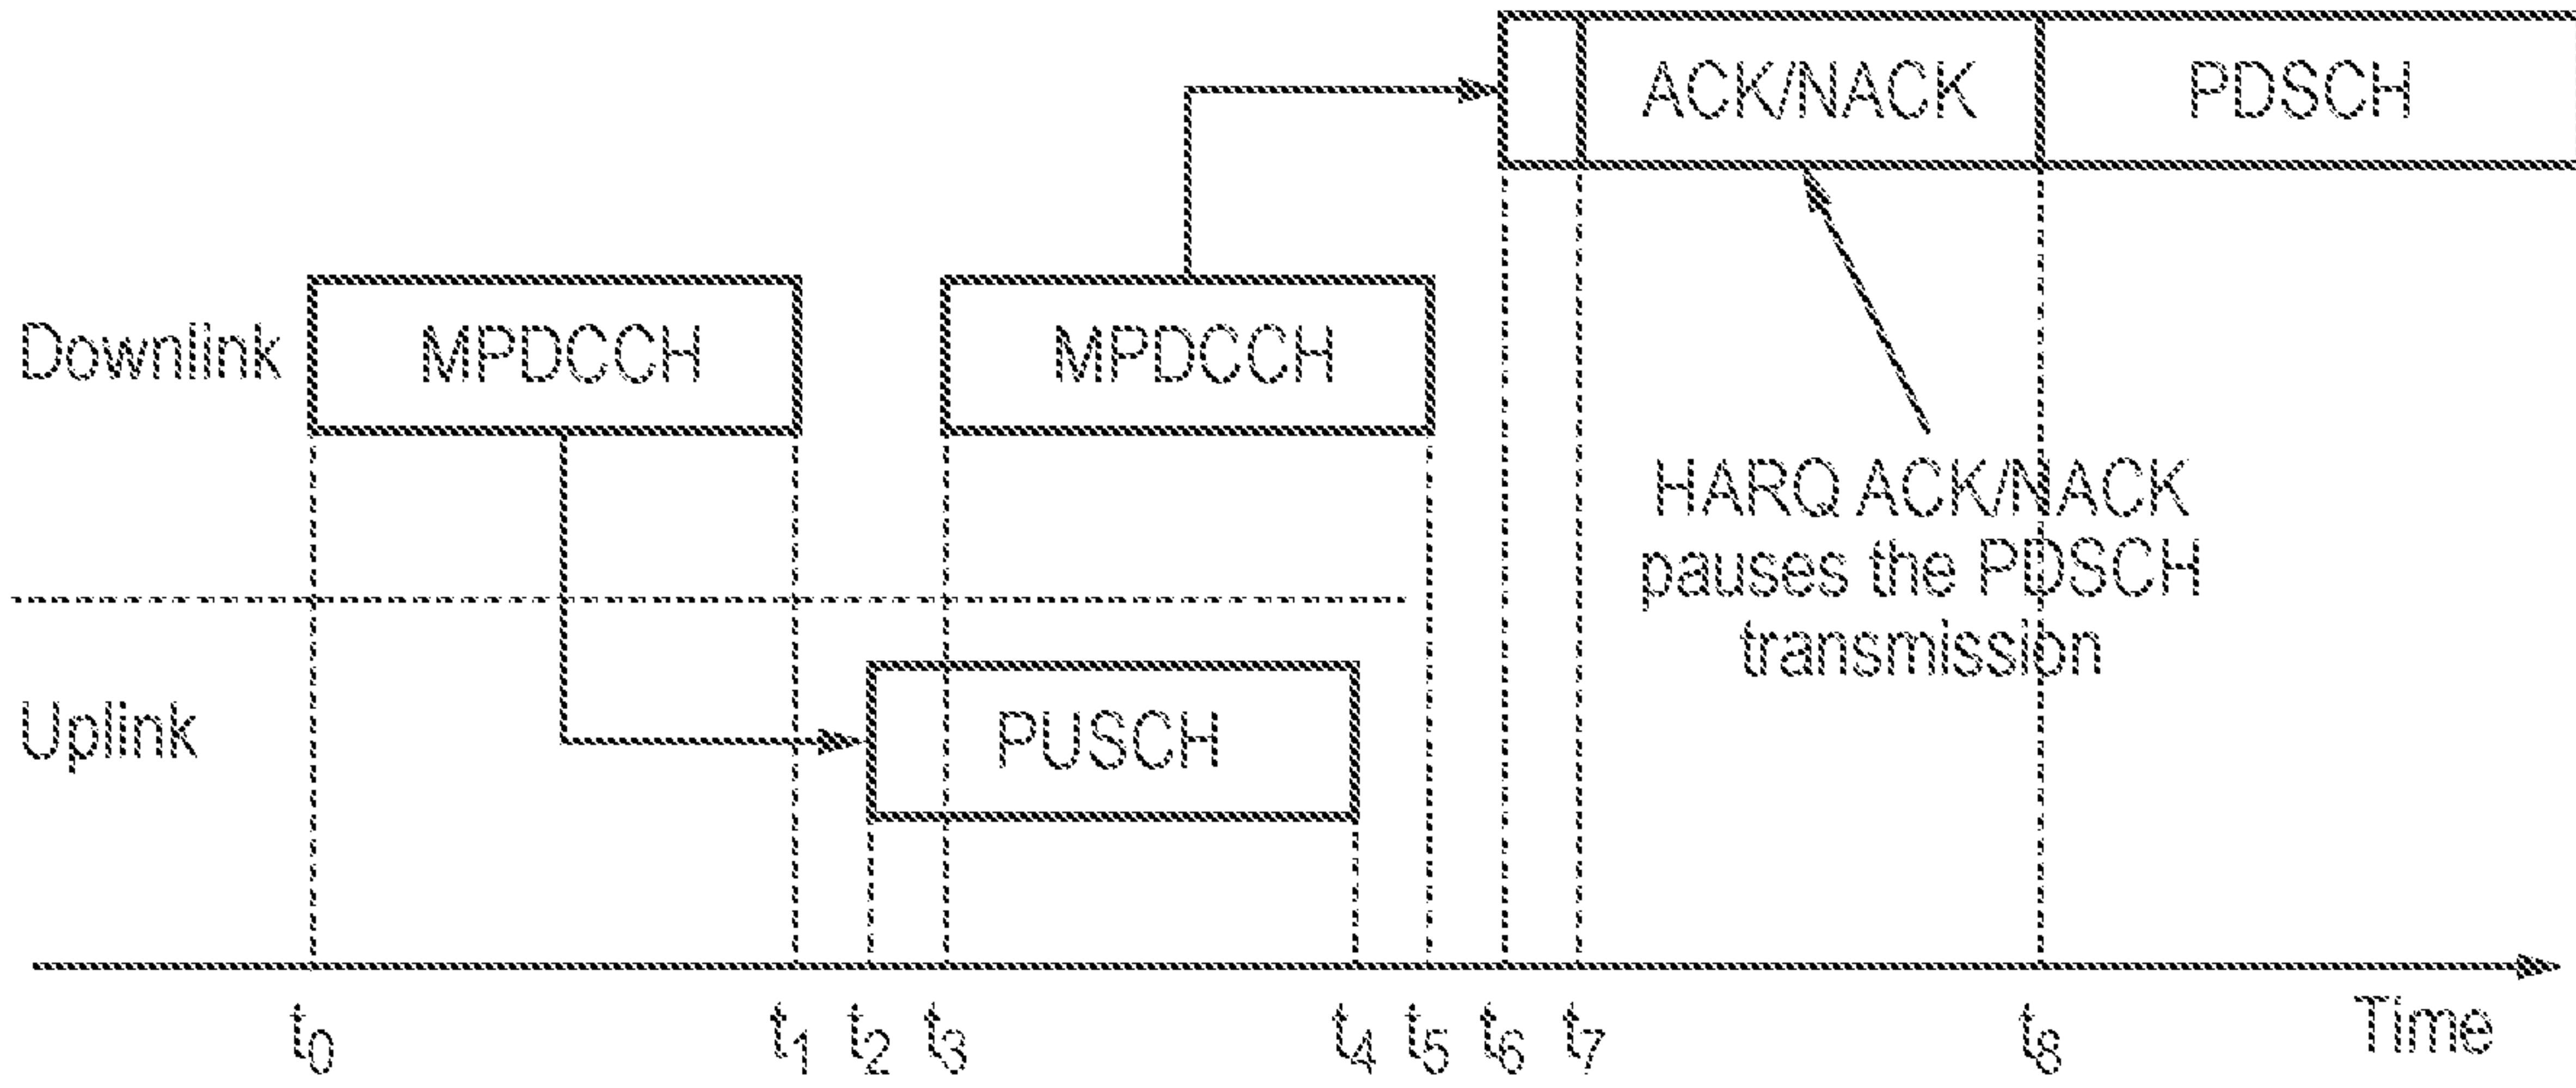 ACK/NACK PDSCH
Downlink MPDCCH MPDCCH
HARQ ACK/NACK
pauses the PDSCH
transmission
Uplink PUSCH
t0 t1 t2 t3 t4 t5 t6 t7 t8 Time